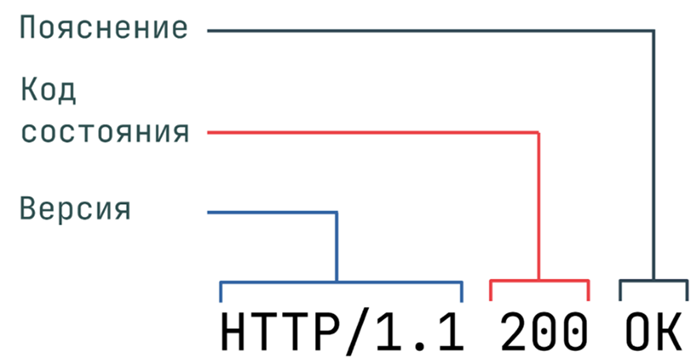 Пояснение
Код
состояния
Версия
HTTP/1.1 200 OK